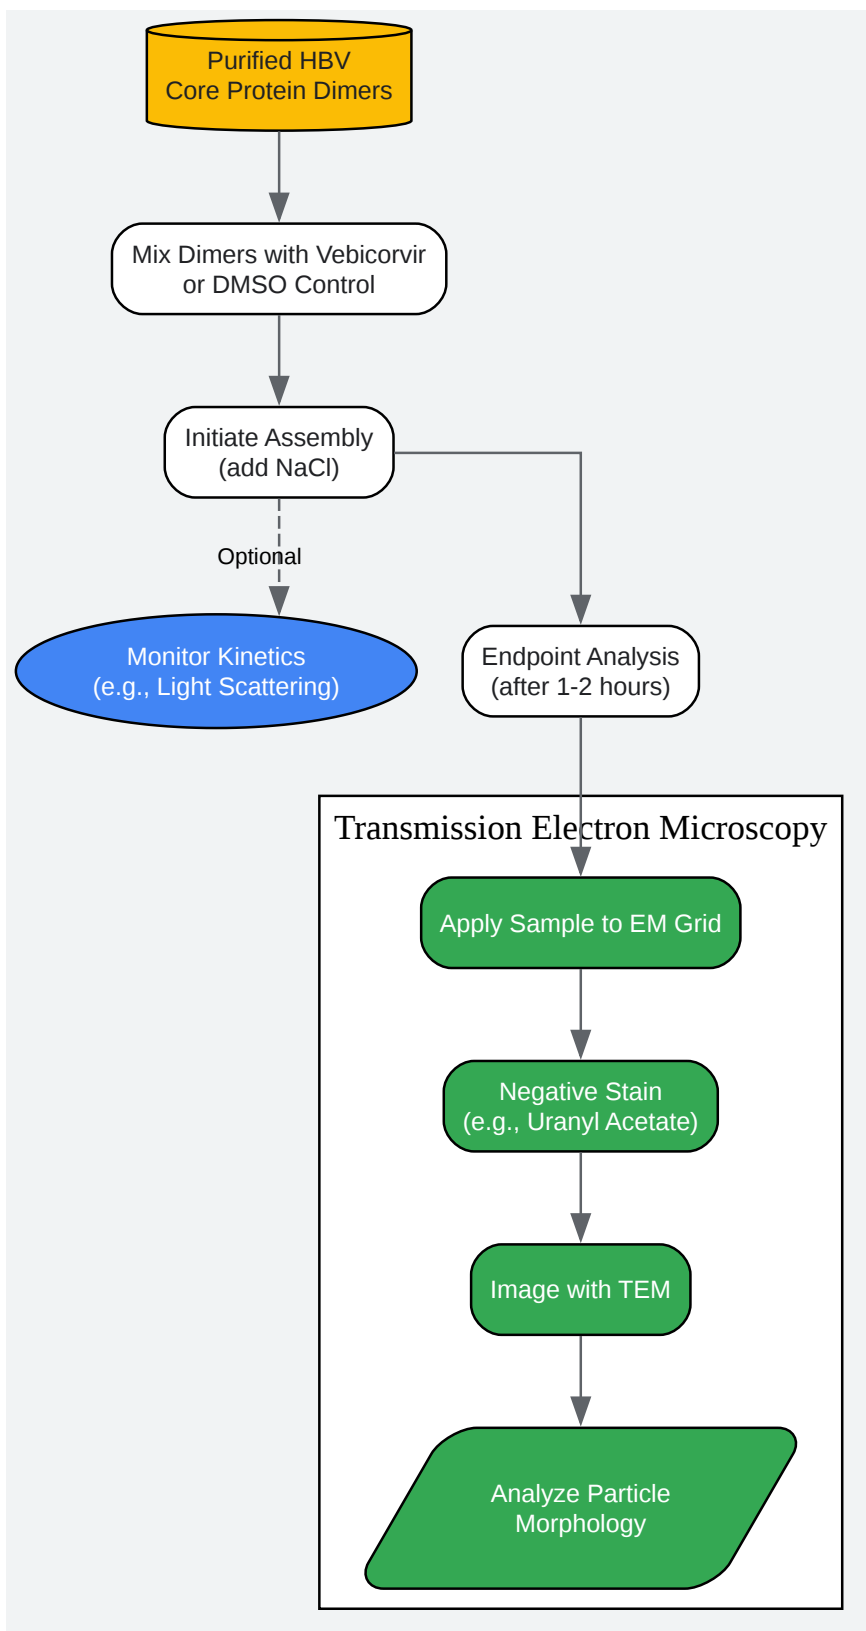 Purified HBV
Core Protein Dimers
Mix Dimers with Vebicorvir
or DMSO Control
Initiate Assembly
(add NaCl)
Optional
Monitor Kinetics
(e.g., Light Scattering)
Endpoint Analysis
(after 1-2 hours)
Transmission Electron Microscopy
Apply Sample to EM Grid
Negative Stain
(e.g., Uranyl Acetate)
Image with TEM
Analyze Particle
Morphology